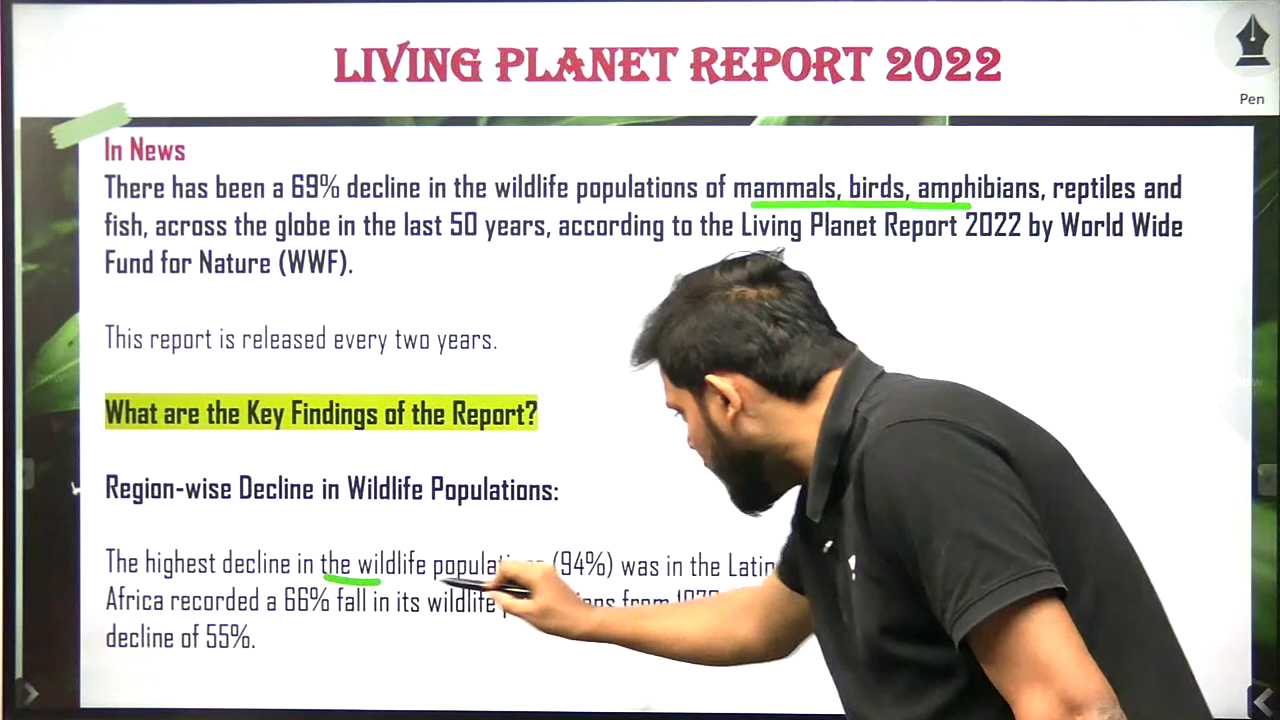 LIVING PLANET REPORT 2022
Pen
In News
There has been a 69% decline in the wildlife populations of mammals, birds, amphibians, reptiles and
fish, across the globe in the last 50 years, according to the Living Planet Report 2022 by World Wide
Fund for Nature (WWF).
This report is released every two years.
What are the Key Findings of the Report?
Region-wise Decline in Wildlife Populations:
The highest decline in the wildlife (94%) was in the Latin
Africa recorded a 66% fall in its wildlife from
decline of 55%.